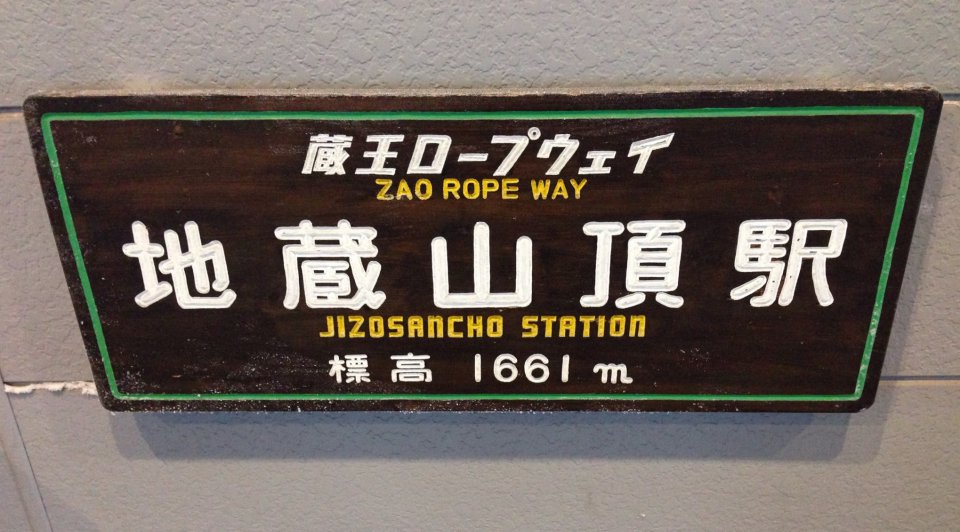 蔵王ロープウェイ
ZAO ROPE WAY
地蔵山頂駅
JIZOSANCHO STATION
標高 1661m